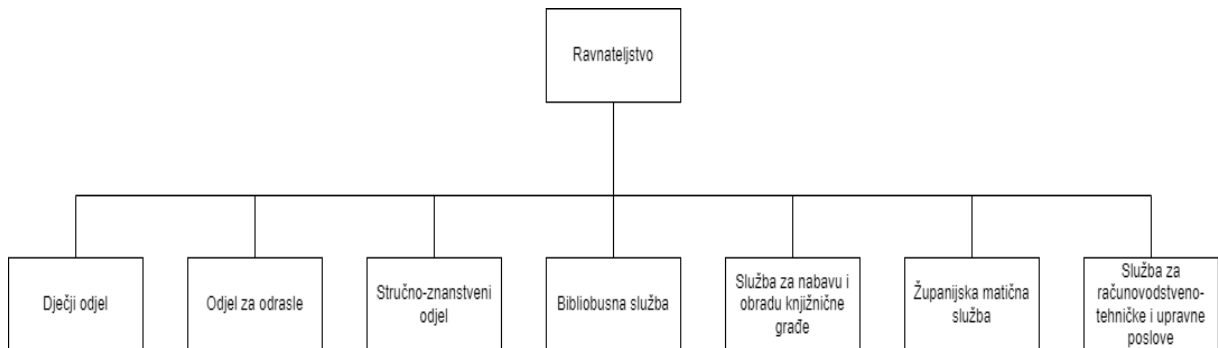 Ravnateljstvo
Dječji odjel
Odjel za odrasle
Stručno-znanstveni
odjel
Bibliobusna služba
Služba za nabavu i
obradu knjižnične
građe
Županijska matična
služba
Služba za
računovodstveno-
tehničke i upravne
poslove